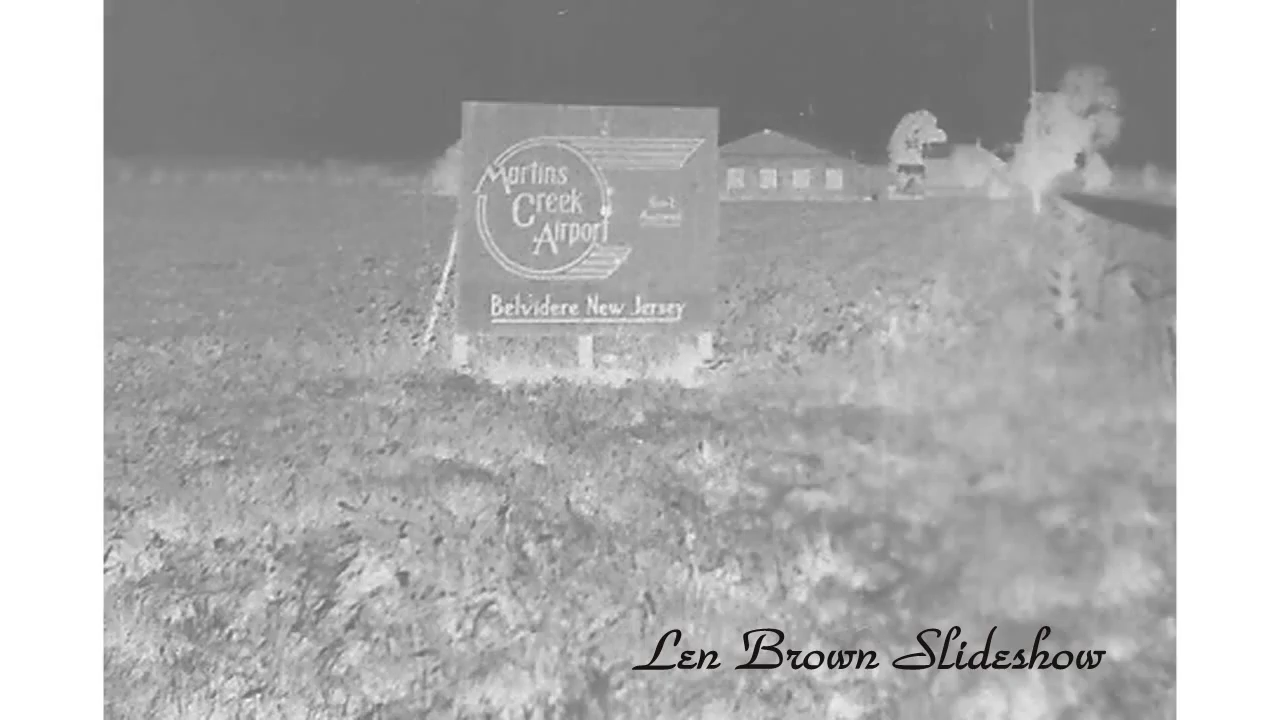 Martins
Creek
Airport
Belvidere New Jersey
Len Brown Slideshow